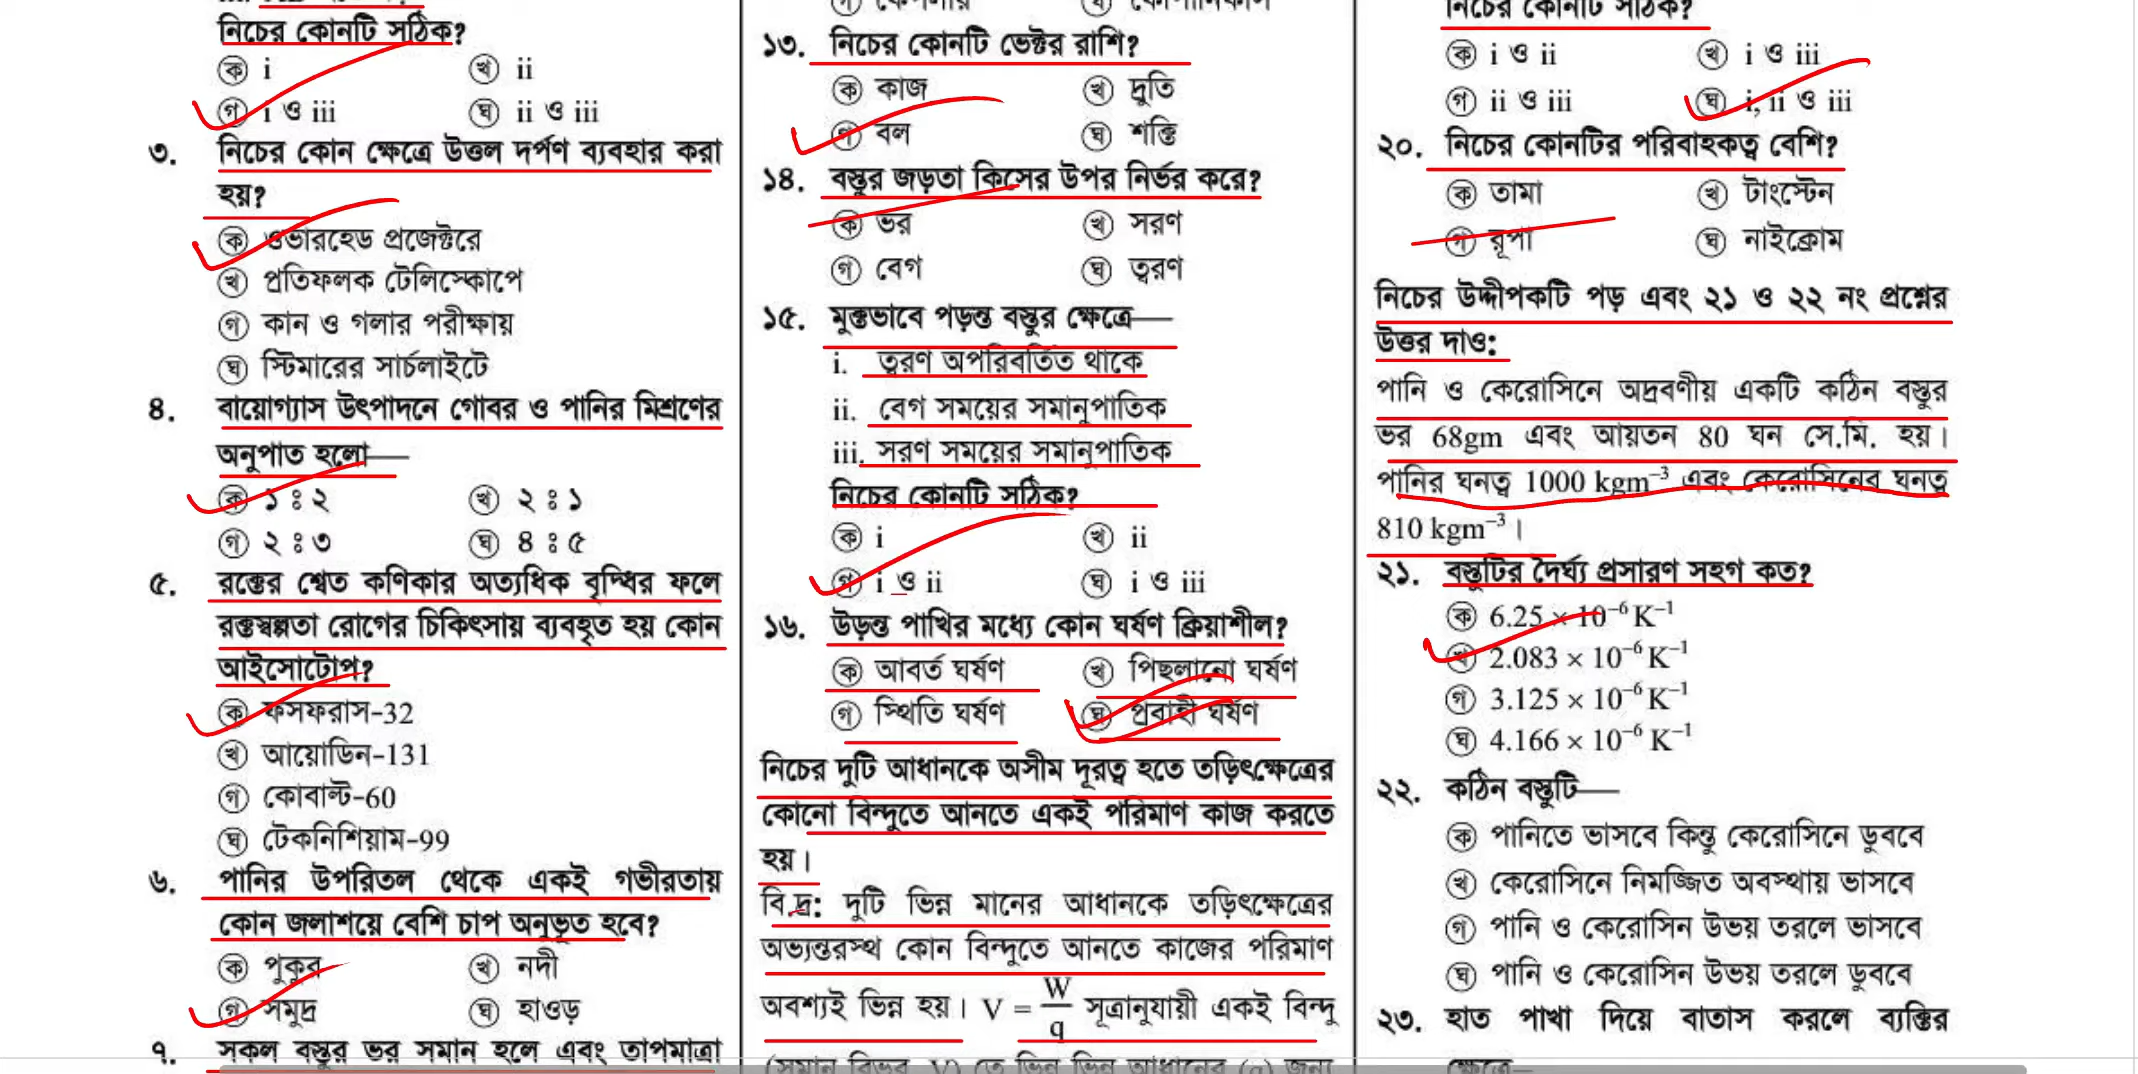 নিচের কোনটি সঠিক?
ক i
খ ii
গ i ও iii
ঘ ii ও iii
৩. নিচের কোন ক্ষেত্রে উত্তল দর্পণ ব্যবহার করা
হয়?
ক ওভারহেড প্রজেক্টরে
খ প্রতিফলক টেলিস্কোপে
গ কান ও গলার পরীক্ষায়
ঘ স্টিমারের সার্চলাইটে
৪. বায়োগ্যাস উৎপাদনে গোবর ও পানির মিশ্রণের
অনুপাত হলো—
ক ১ ঃ ২
খ ২ ঃ ১
গ ২ ঃ ৩
ঘ ৪ ঃ ৫
৫. রক্তের শ্বেত কণিকার অত্যধিক বৃদ্ধির ফলে
রক্তস্বল্পতা রোগের চিকিৎসায় ব্যবহৃত হয় কোন
আইসোটোপ?
ক ফসফরাস-32
খ আয়োডিন-131
গ কোবাল্ট-60
ঘ টেকনিশিয়াম-99
৬. পানির উপরিতল থেকে একই গভীরতায়
কোন জলাশয়ে বেশি চাপ অনুভূত হবে?
ক পুকুর
খ নদী
গ সমুদ্র
ঘ হাওড়
৭. সকল বস্তুর ভর সমান হলে এবং তাপমাত্রা
গ কেপলার
ঘ কোপার্নিকাস
১৩. নিচের কোনটি ভেক্টর রাশি?
ক কাজ
খ দ্রুতি
গ বল
ঘ শক্তি
১৪. বস্তুর জড়তা কিসের উপর নির্ভর করে?
ক ভর
খ সরণ
গ বেগ
ঘ ত্বরণ
১৫. মুক্তভাবে পড়ন্ত বস্তুর ক্ষেত্রে—
i. ত্বরণ অপরিবর্তিত থাকে
ii. বেগ সময়ের সমানুপাতিক
iii. সরণ সময়ের সমানুপাতিক
নিচের কোনটি সঠিক?
ক i
খ ii
গ i ও ii
ঘ i ও iii
১৬. উড়ন্ত পাখির মধ্যে কোন ঘর্ষণ ক্রিয়াশীল?
ক আবর্ত ঘর্ষণ
খ পিছলানো ঘর্ষণ
গ স্থিতি ঘর্ষণ
ঘ প্রবাহী ঘর্ষণ
নিচের দুটি আধানকে অসীম দূরত্ব হতে তড়িৎক্ষেত্রের
কোনো বিন্দুতে আনতে একই পরিমাণ কাজ করতে
হয়।
বি.দ্র: দুটি ভিন্ন মানের আধানকে তড়িৎক্ষেত্রের
অভ্যন্তরস্থ কোন বিন্দুতে আনতে কাজের পরিমাণ
অবশ্যই ভিন্ন হয়। V = W/q সূত্রানুযায়ী একই বিন্দু
(সমান বিভব V) তে ভিন্ন ভিন্ন আধানের (q) জন্য
নিচের কোনটি সঠিক?
ক i ও ii
খ i ও iii
গ ii ও iii
ঘ i, ii ও iii
২০. নিচের কোনটির পরিবাহকত্ব বেশি?
ক তামা
খ টাংস্টেন
গ রূপা
ঘ নাইক্রোম
নিচের উদ্দীপকটি পড় এবং ২১ ও ২২ নং প্রশ্নের
উত্তর দাও:
পানি ও কেরোসিনে অদ্রবণীয় একটি কঠিন বস্তুর
ভর 68gm এবং আয়তন 80 ঘন সে.মি. হয়।
পানির ঘনত্ব 1000 kgm⁻³ এবং কেরোসিনের ঘনত্ব
810 kgm⁻³।
২১. বস্তুটির দৈর্ঘ্য প্রসারণ সহগ কত?
ক 6.25 × 10⁻⁶ K⁻¹
খ 2.083 × 10⁻⁶ K⁻¹
গ 3.125 × 10⁻⁶ K⁻¹
ঘ 4.166 × 10⁻⁶ K⁻¹
২২. কঠিন বস্তুটি—
ক পানিতে ভাসবে কিন্তু কেরোসিনে ডুববে
খ কেরোসিনে নিমজ্জিত অবস্থায় ভাসবে
গ পানি ও কেরোসিন উভয় তরলে ভাসবে
ঘ পানি ও কেরোসিন উভয় তরলে ডুববে
২৩. হাত পাখা দিয়ে বাতাস করলে ব্যক্তির
ক্ষেত্রে—